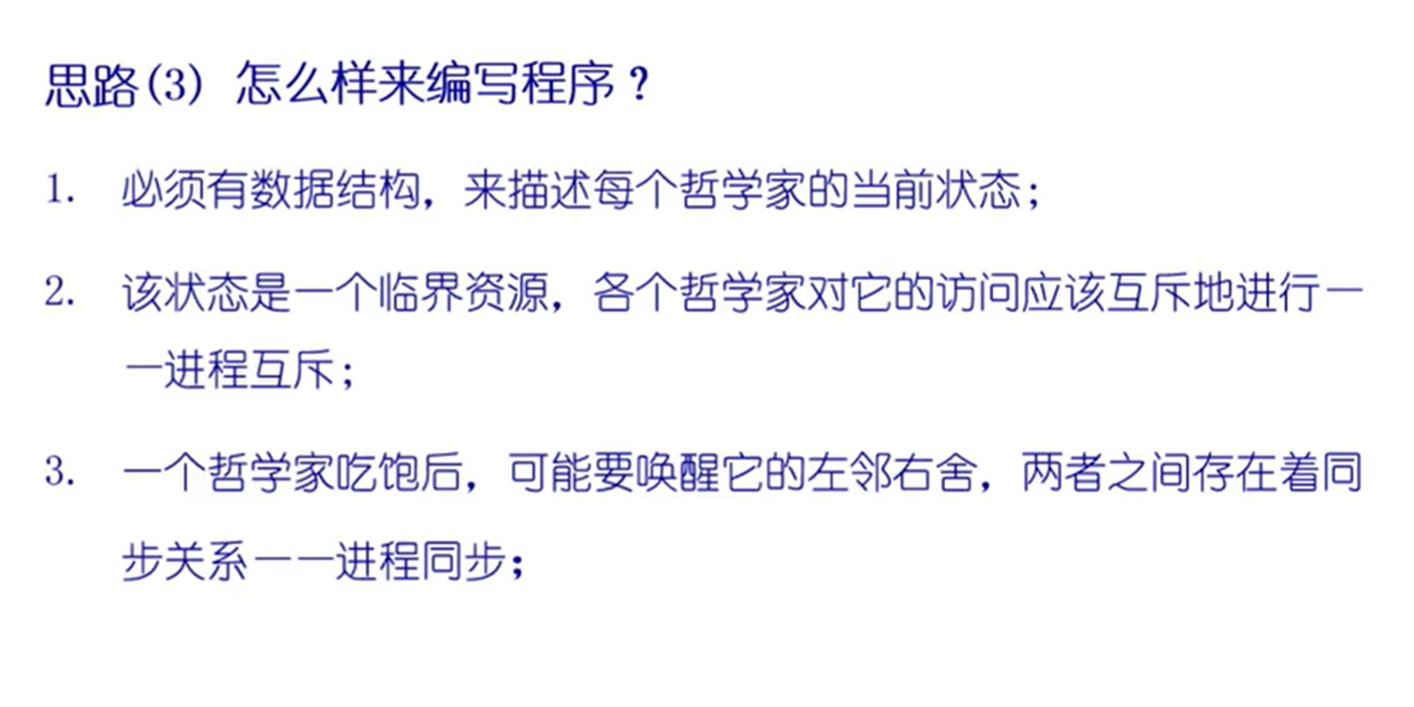 思路(3) 怎么样来编写程序？
1. 必须有数据结构，来描述每个哲学家的当前状态；
2. 该状态是一个临界资源，各个哲学家对它的访问应该互斥地进行—
—进程互斥；
3. 一个哲学家吃饱后，可能要唤醒它的左邻右舍，两者之间存在着同
步关系——进程同步；